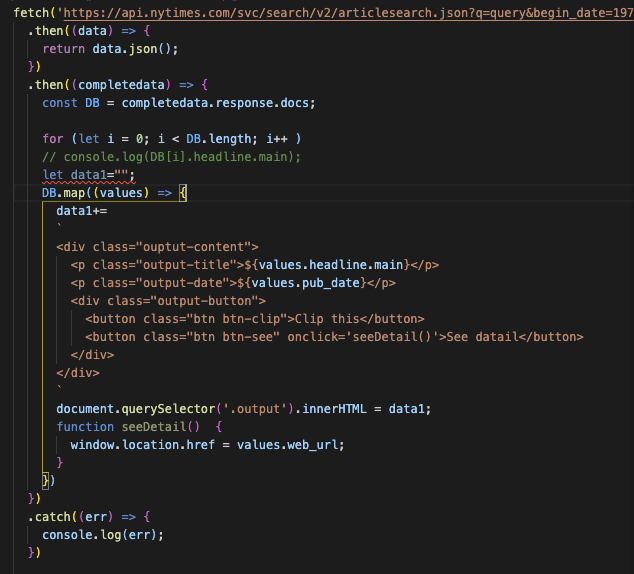 fetch('https://api.nytimes.com/svc/search/v2/articlesearch.json?q=query&begin_date=197
.then((data) => {
return data.json();
})
.then((completedata) => {
const DB = completedata.response.docs;
for (let i = 0; i < DB.length; i++ )
// console.log(DB[i].headline.main);
let data1="";
DB.map((values) => {
data1+=
`
<div class="ouptut-content">
<p class="output-title">${values.headline.main}</p>
<p class="output-date">${values.pub_date}</p>
<div class="output-button">
<button class="btn btn-clip">Clip this</button>
<button class="btn btn-see" onclick='seeDetail()'>See datail</button>
</div>
</div>
`
document.querySelector('.output').innerHTML = data1;
function seeDetail()  {
window.location.href = values.web_url;
}
})
})
.catch((err) => {
console.log(err);
})